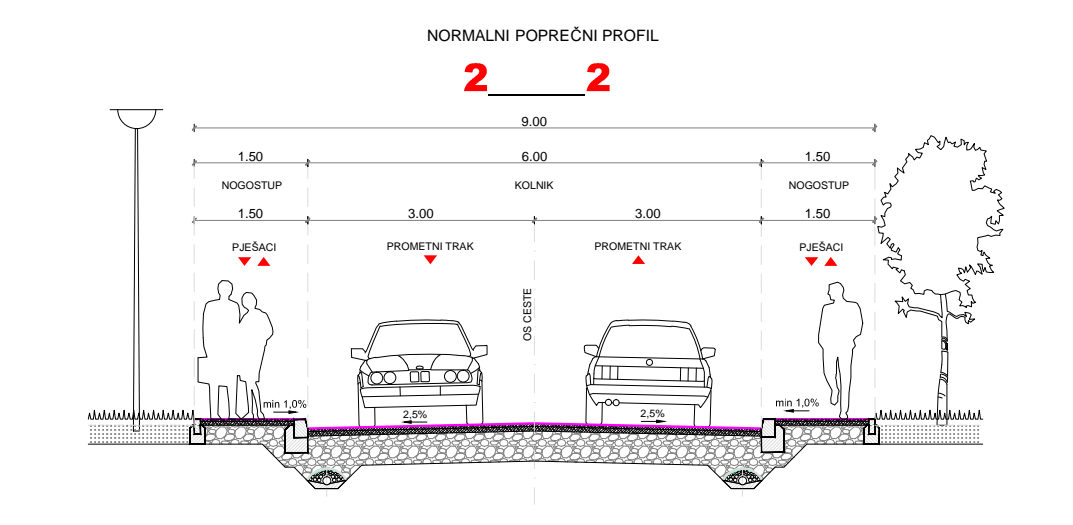 NORMALNI POPREČNI PROFIL
2 2
9.00
1.50 6.00 1.50
NOGOSTUP KOLNIK NOGOSTUP
1.50 3.00 3.00 1.50
PJEŠACI PROMETNI TRAK PROMETNI TRAK PJEŠACI
OS CESTE
min 1,0% 2,5% 2,5% min 1,0%